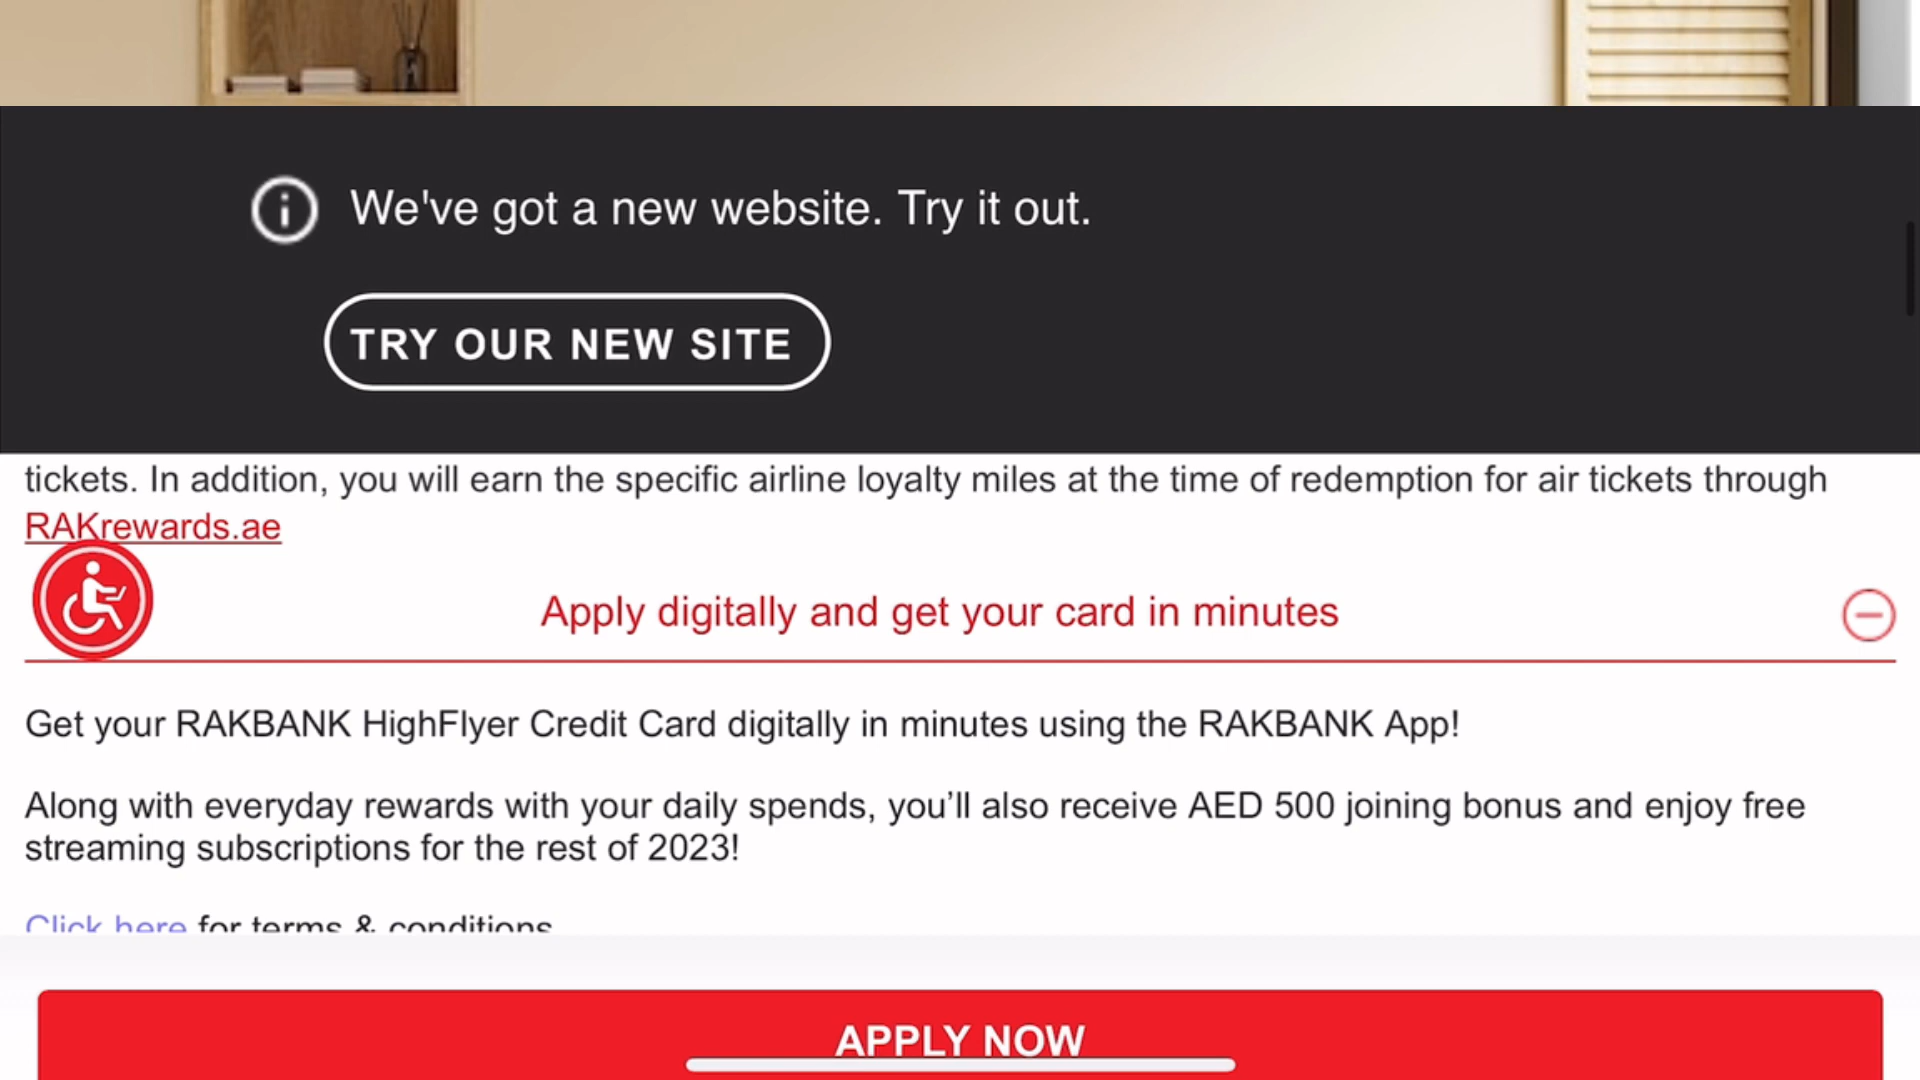 We've got a new website. Try it out.
TRY OUR NEW SITE
tickets. In addition, you will earn the specific airline loyalty miles at the time of redemption for air tickets through
RAKrewards.ae
Apply digitally and get your card in minutes
Get your RAKBANK HighFlyer Credit Card digitally in minutes using the RAKBANK App!
Along with everyday rewards with your daily spends, you’ll also receive AED 500 joining bonus and enjoy free
streaming subscriptions for the rest of 2023!
Click here for terms & conditions
APPLY NOW